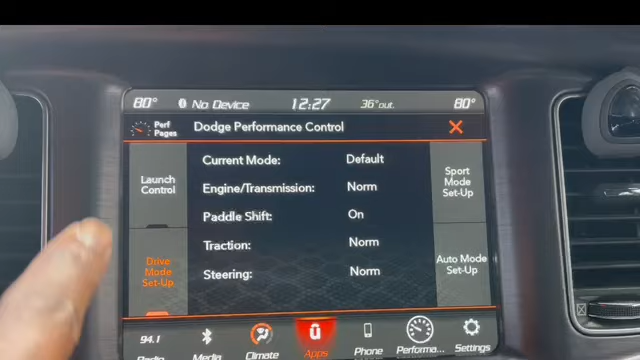 80° No Device 12:27 36°out. 80°
Perf
Pages
Dodge Performance Control
Launch
Control
Drive
Mode
Set-Up
Current Mode: Default
Engine/Transmission: Norm
Paddle Shift: On
Traction: Norm
Steering: Norm
Sport
Mode
Set-Up
Auto Mode
Set-Up
94.1
Radio Media Climate Apps Phone Performa... Settings